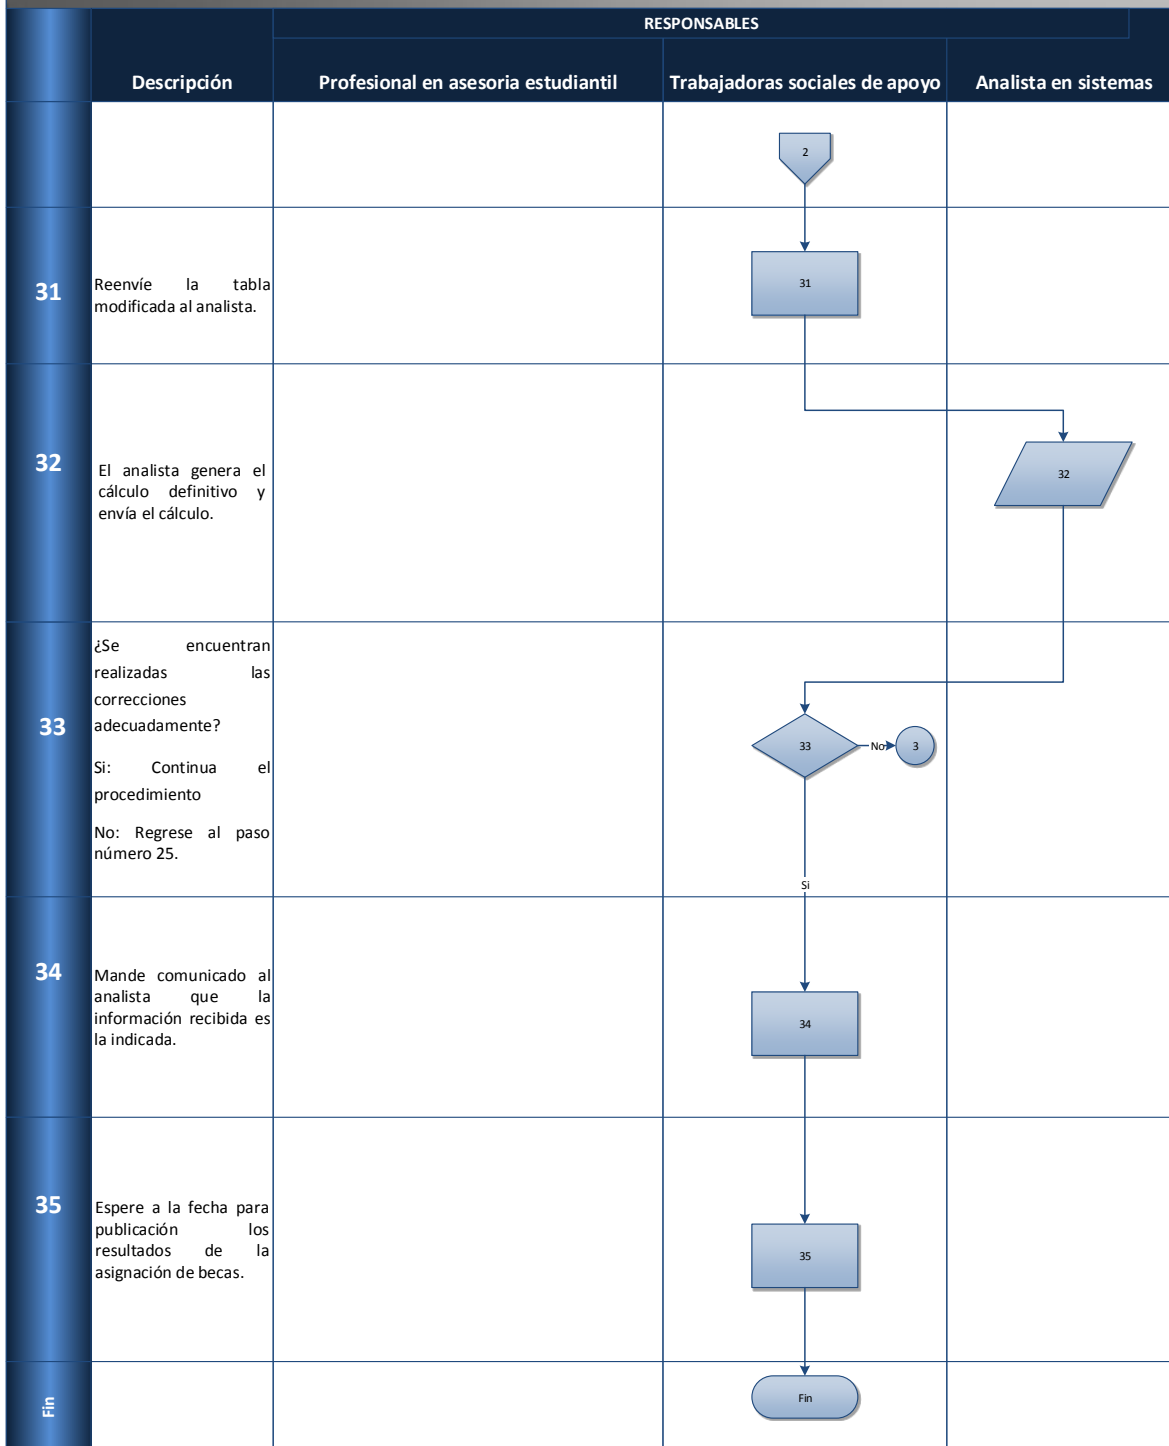 RESPONSABLES
Descripción
Profesional en asesoria estudiantil
Trabajadoras sociales de apoyo
Analista en sistemas
2
31
Reenvíe la tabla
modificada al analista.
31
32
El analista genera el
cálculo definitivo y
envía el cálculo.
32
33
¿Se encuentran
realizadas las
correcciones
adecuadamente?
Si: Continua el
procedimiento
No: Regrese al paso
número 25.
33
No
3
Si
34
Mande comunicado al
analista que la
información recibida es
la indicada.
34
35
Espere a la fecha para
publicación los
resultados de la
asignación de becas.
35
Fin
Fin